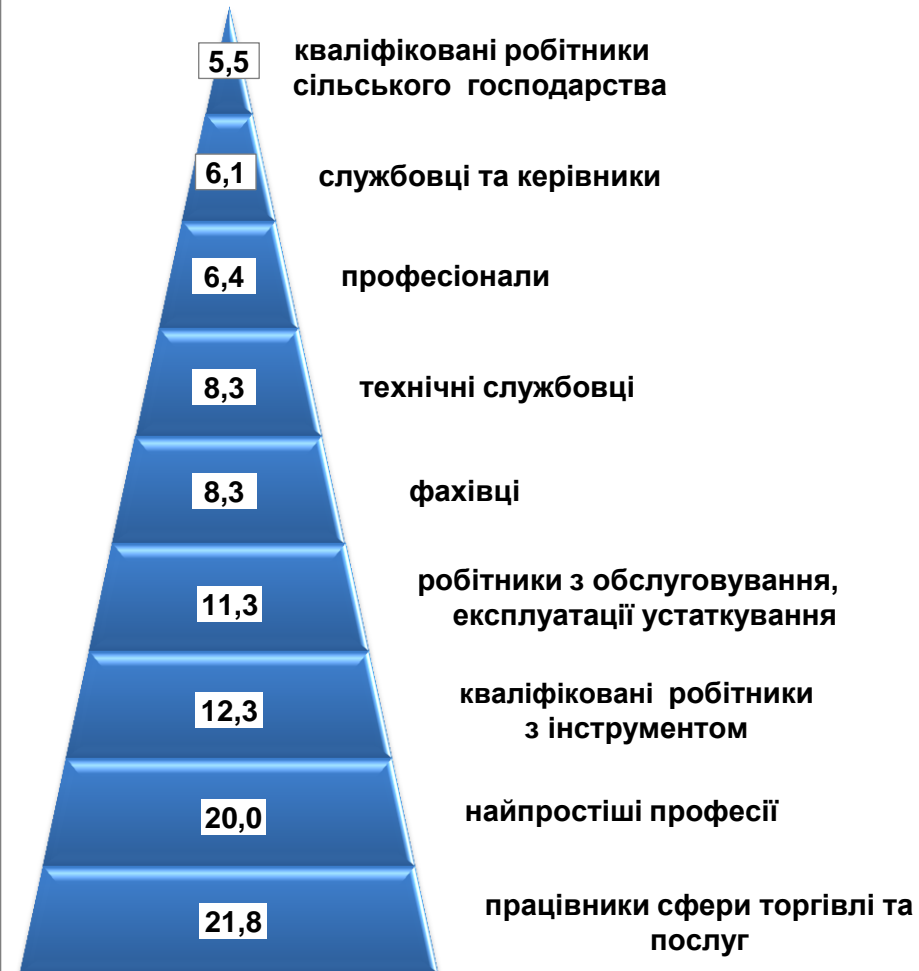 5,5
кваліфіковані робітники
сільського господарства
6,1
службовці та керівники
6,4
професіонали
8,3
технічні службовці
8,3
фахівці
11,3
робітники з обслуговування,
експлуатації устаткування
12,3
кваліфіковані робітники
з інструментом
20,0
найпростіші професії
21,8
працівники сфери торгівлі та
послуг